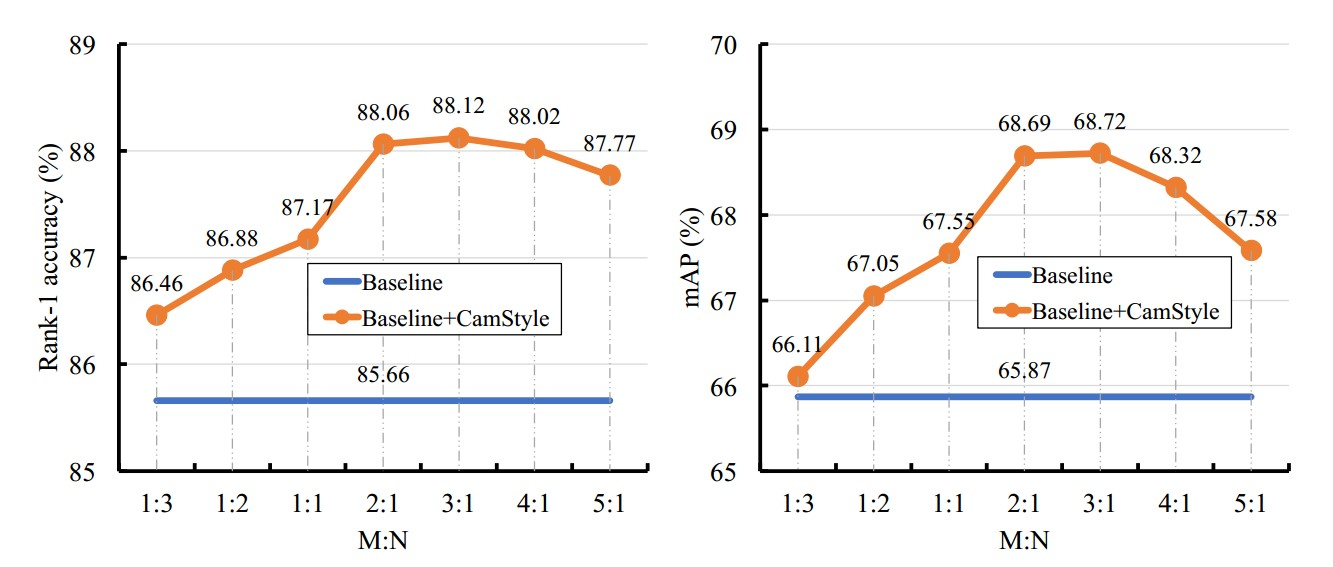 89
88
87
86
85
Rank-1 accuracy (%)
86.46
86.88
87.17
88.06
88.12
88.02
87.77
Baseline
Baseline+CamStyle
85.66
1:3 1:2 1:1 2:1 3:1 4:1 5:1
M:N
70
69
68
67
66
65
mAP (%)
66.11
67.05
67.55
68.69
68.72
68.32
67.58
Baseline
Baseline+CamStyle
65.87
1:3 1:2 1:1 2:1 3:1 4:1 5:1
M:N